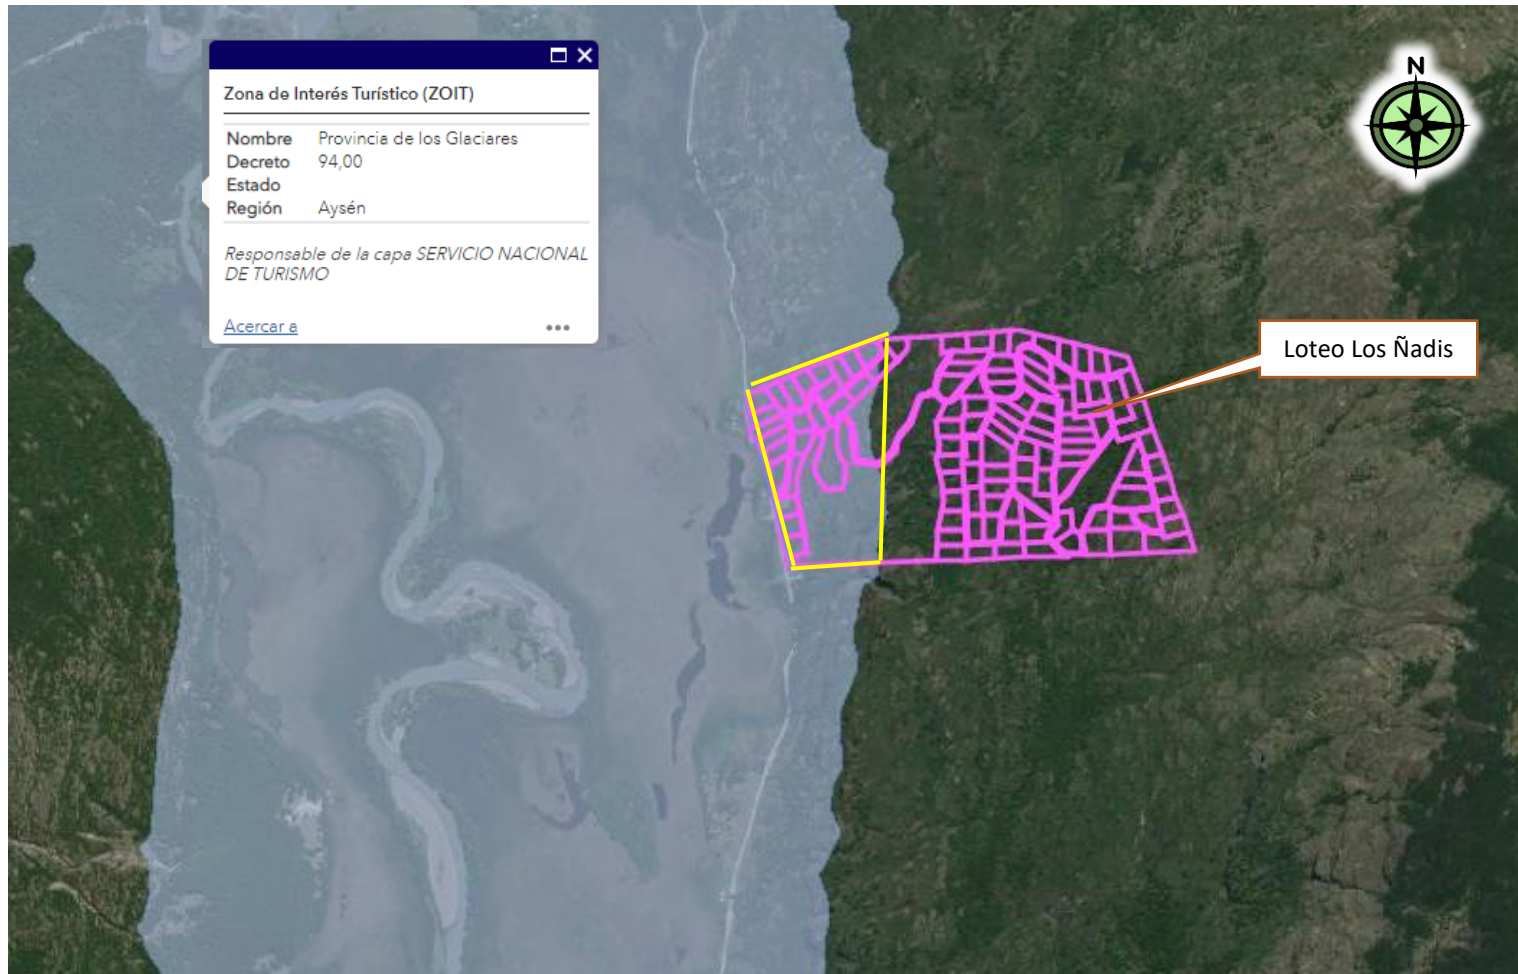 Zona de Interés Turístico (ZOIT)
Nombre Provincia de los Glaciares
Decreto 94,00
Estado
Región Aysén
Responsable de la capa SERVICIO NACIONAL
DE TURISMO
Acercar a
N
Loteo Los Ñadis